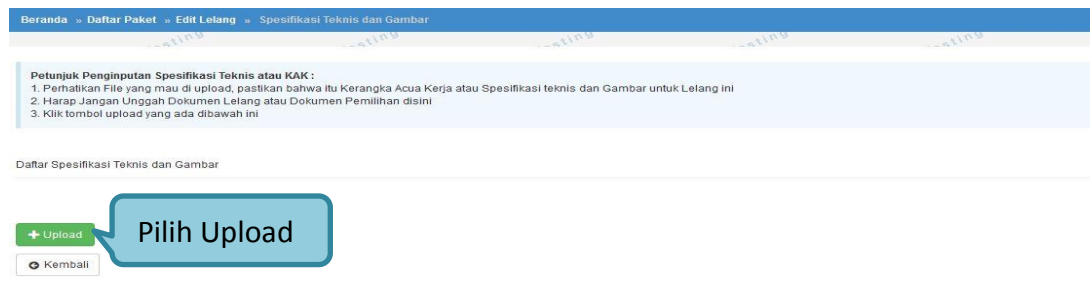 Beranda » Daftar Paket » Edit Lelang » Spesifikasi Teknis dan Gambar
Petunjuk Penginputan Spesifikasi Teknis atau KAK :
1. Perhatikan File yang mau di upload, pastikan bahwa itu Kerangka Acua Kerja atau Spesifikasi teknis dan Gambar untuk Lelang ini
2. Harap Jangan Unggah Dokumen Lelang atau Dokumen Pemilihan disini
3. Klik tombol upload yang ada dibawah ini
Daftar Spesifikasi Teknis dan Gambar
+ Upload
Pilih Upload
Kembali